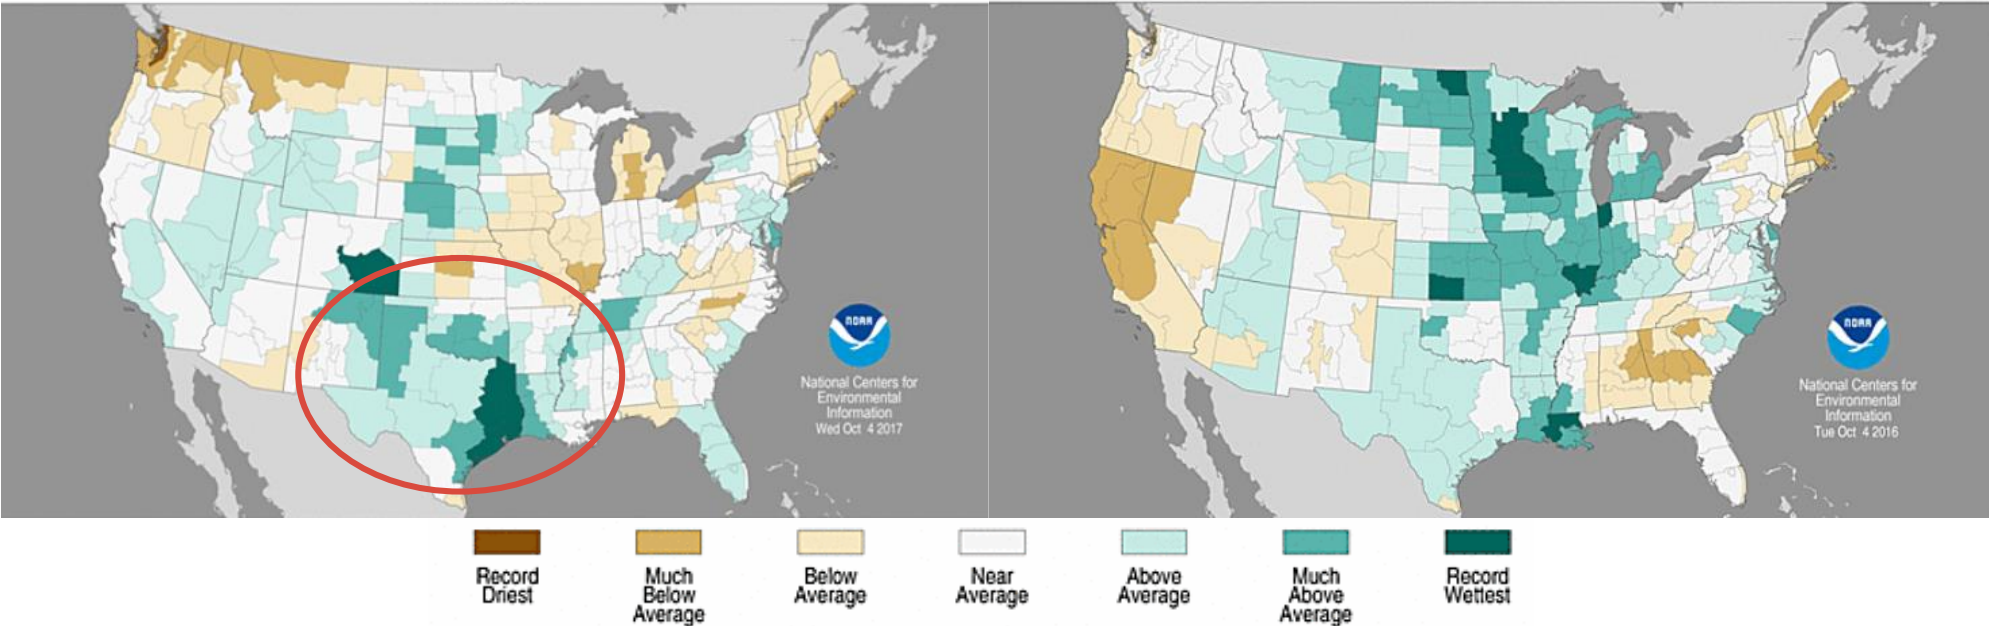 NOAA
National Centers for
Environmental
Information
Wed Oct 4 2017
NOAA
National Centers for
Environmental
Information
Tue Oct 4 2016
Record
Driest
Much
Below
Average
Below
Average
Near
Average
Above
Average
Much
Above
Average
Record
Wettest